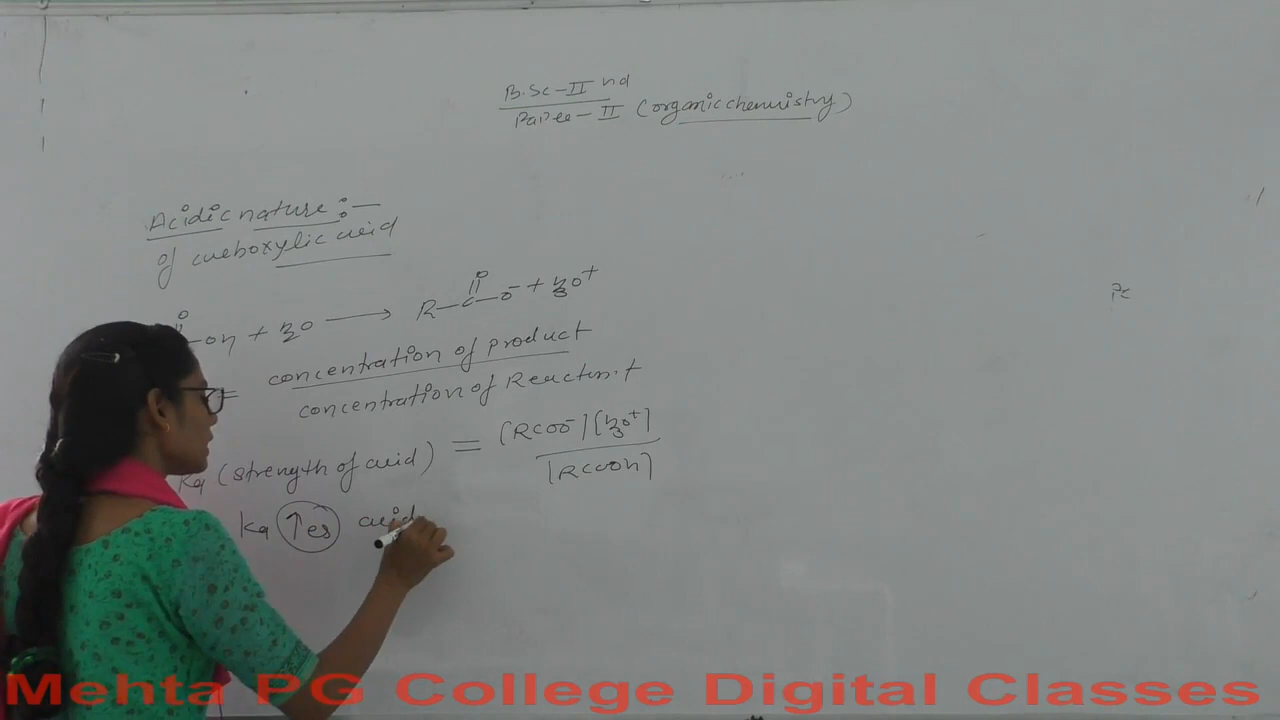 B.Sc-II nd
Paper-II (organic chemistry)
Acidic nature :-
of carboxylic acid
O O
-OH + H2O → R-C-O- + H3O+
= concentration of product
concentration of Reactant
Ka (strength of acid) = [RCOO-][H3O+]
[RCOOH]
Ka ↑es acid
Mehta PG College Digital Classes